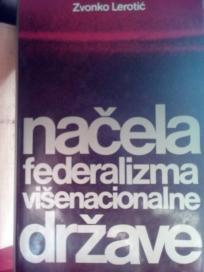 Zvonko Lerotić
načela
federalizma
višenacionalne
države